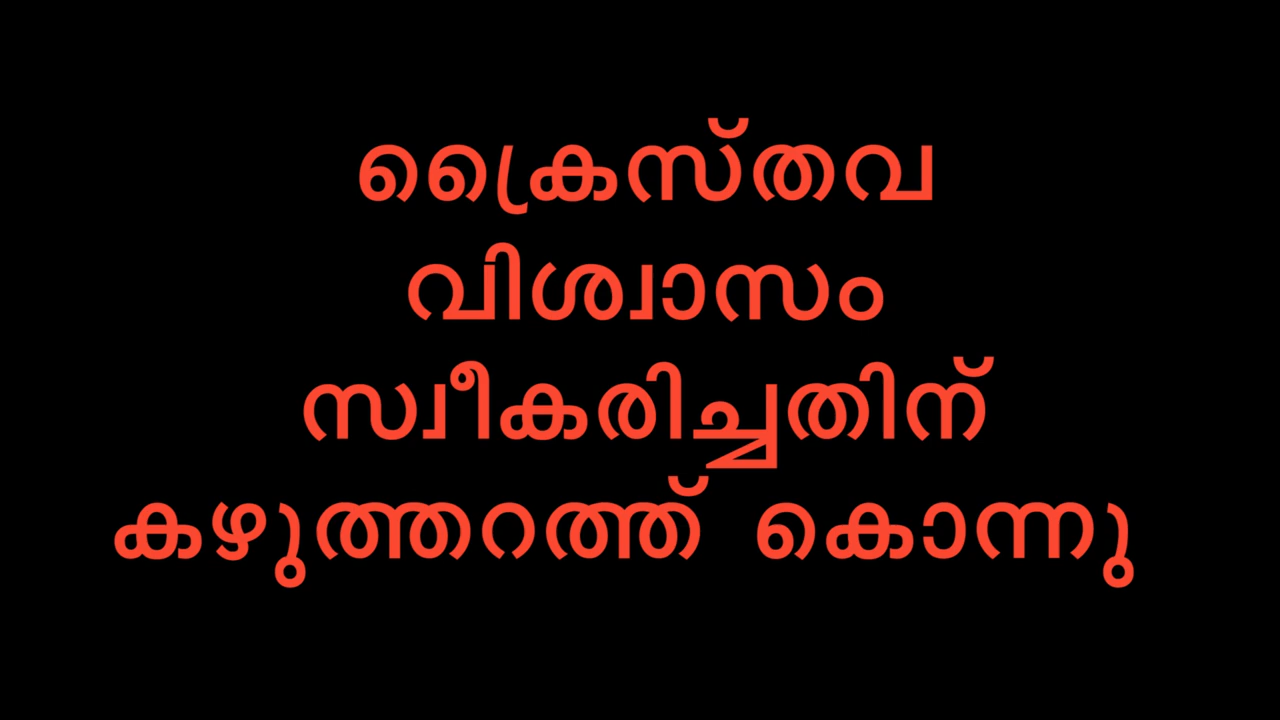 ക്രൈസ്തവ
വിശ്വാസം
സ്വീകരിച്ചതിന്
കഴുത്തറത്ത് കൊന്നു